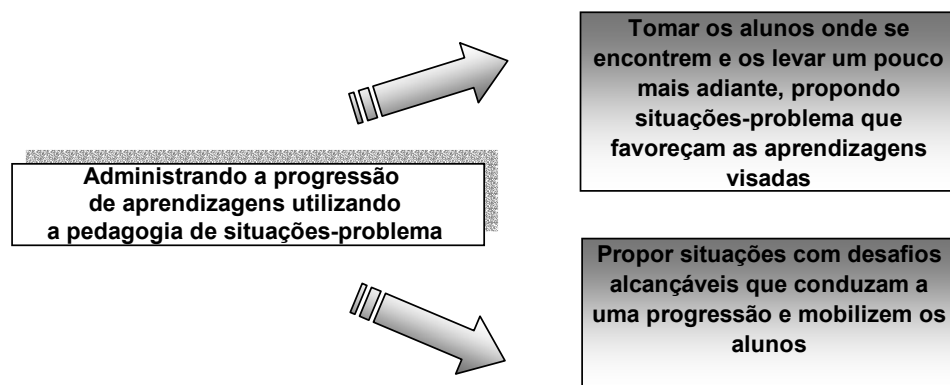 Tomar os alunos onde se
encontrem e os levar um pouco
mais adiante, propondo
situações-problema que
favoreçam as aprendizagens
visadas
Administrando a progressão
de aprendizagens utilizando
a pedagogia de situações-problema
Propor situações com desafios
alcançáveis que conduzam a
uma progressão e mobilizem os
alunos